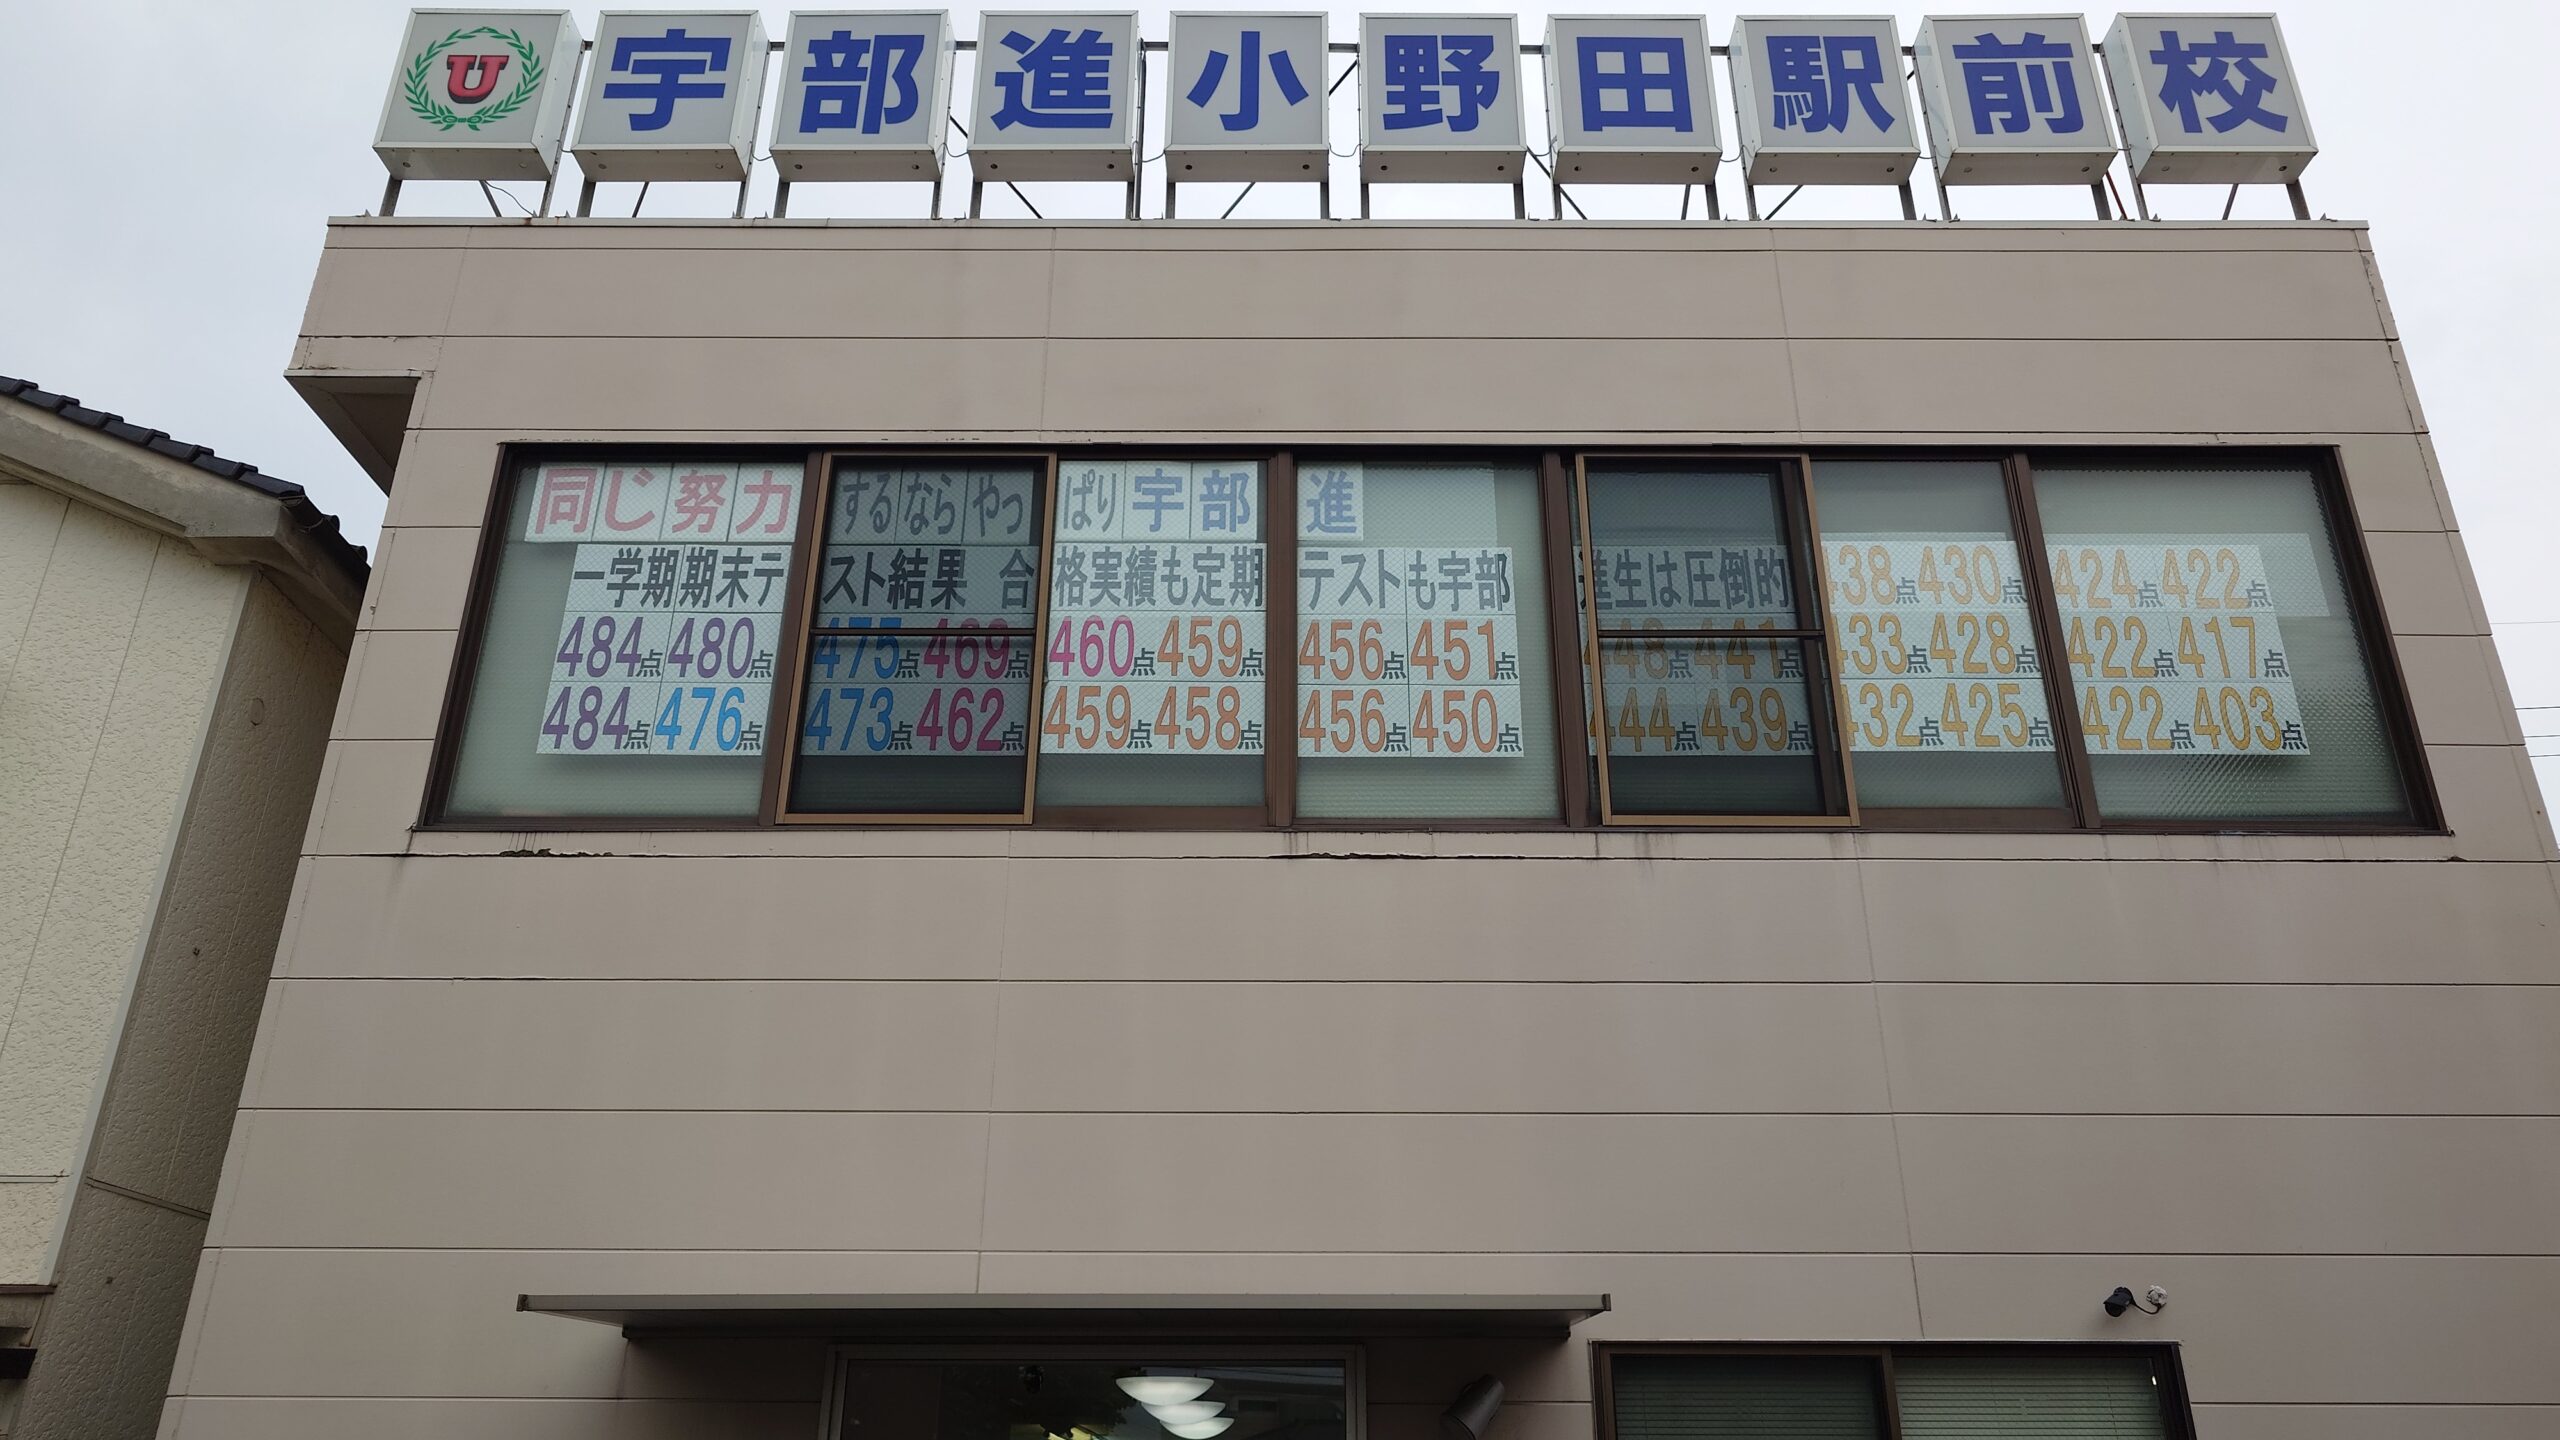 U 宇部進小野田駅前校
同じ努力するならやっぱり宇部進
一学期期末テスト結果 合格実績も定期テストも宇部進生は圧倒的
438点 430点 424点 422点
484点 480点 475点 469点 460点 459点 456点 451点 448点 441点 433点 428点 422点 417点
484点 476点 473点 462点 459点 458点 456点 450点 444点 439点 432点 425点 422点 403点